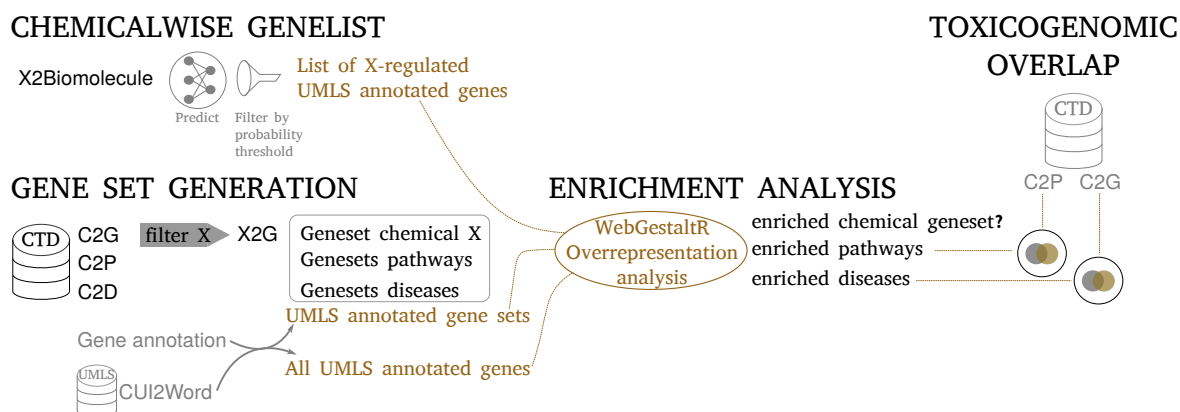 CHEMICALWISE GENELIST
X2Biomolecule
Predict
Filter by
probability
threshold
List of X-regulated
UMLS annotated genes
TOXICOGENOMIC
OVERLAP
CTD
C2P C2G
GENE SET GENERATION
CTD
C2G
C2P
C2D
filter X
X2G
Geneset chemical X
Genesets pathways
Genesets diseases
UMLS annotated gene sets
Gene annotation
UMLS
CUI2Word
All UMLS annotated genes
ENRICHMENT ANALYSIS
WebGestaltR
Overrepresentation
analysis
enriched chemical geneset?
enriched pathways
enriched diseases